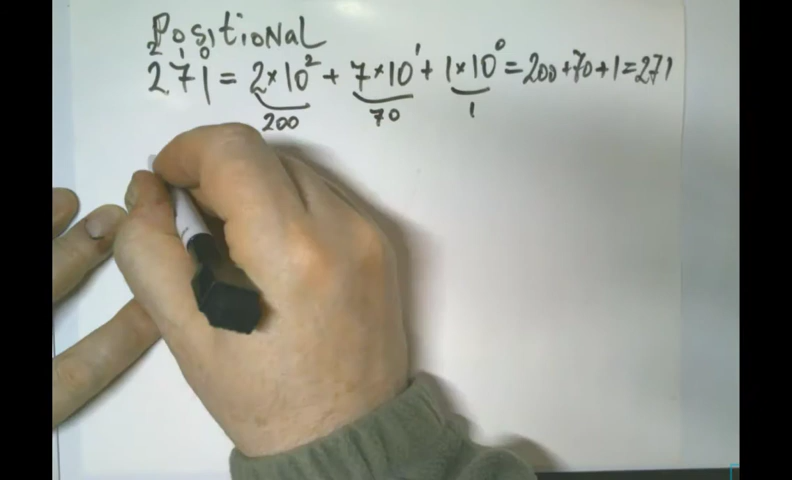 Positional
2 1 0
271 = 2×10² + 7×10¹ + 1×10⁰ = 200+70+1=271
200 70 1